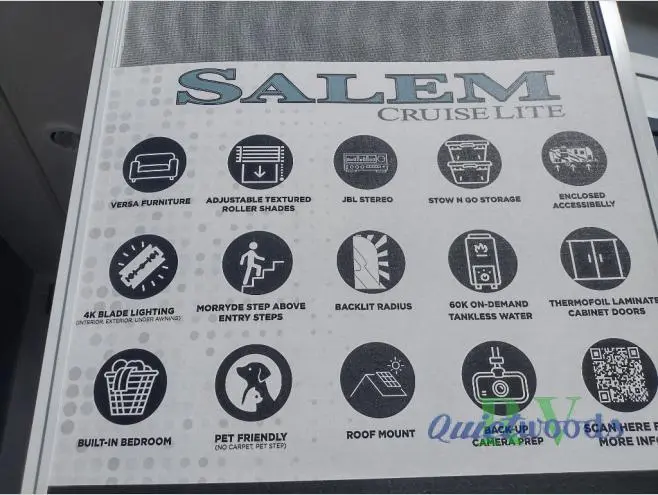 SALEM
CRUISE LITE
VERSA FURNITURE
ADJUSTABLE TEXTURED
ROLLER SHADES
JBL STEREO
STOW N GO STORAGE
ENCLOSED
ACCESSIBELLY
4K BLADE LIGHTING
(INTERIOR, EXTERIOR, UNDER AWNING)
MORRYDE STEP ABOVE
ENTRY STEPS
BACKLIT RADIUS
60K ON-DEMAND
TANKLESS WATER
THERMOFOIL LAMINATE
CABINET DOORS
BUILT-IN BEDROOM
PET FRIENDLY
(NO CARPET, PET STEP)
ROOF MOUNT
BACK-UP
CAMERA PREP
SCAN HERE F
MORE INFO
Quietwoods
RV